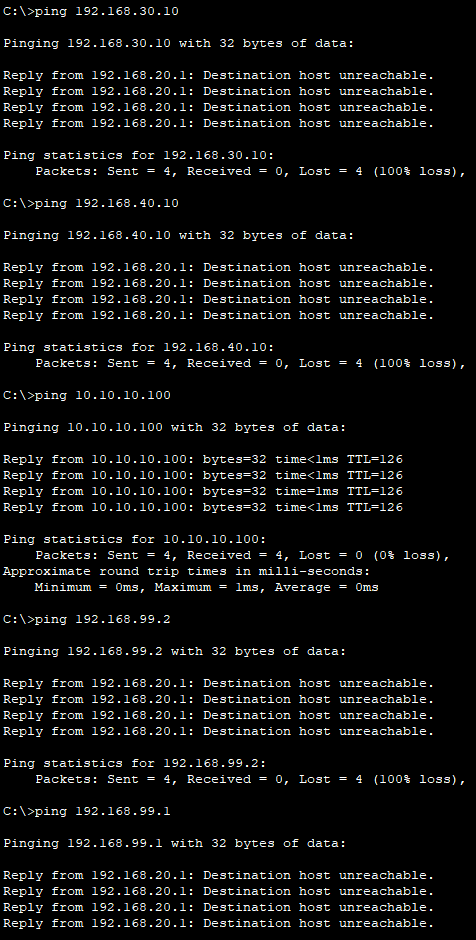 C:\>ping 192.168.30.10
Pinging 192.168.30.10 with 32 bytes of data:
Reply from 192.168.20.1: Destination host unreachable.
Reply from 192.168.20.1: Destination host unreachable.
Reply from 192.168.20.1: Destination host unreachable.
Reply from 192.168.20.1: Destination host unreachable.
Ping statistics for 192.168.30.10:
    Packets: Sent = 4, Received = 0, Lost = 4 (100% loss),
C:\>ping 192.168.40.10
Pinging 192.168.40.10 with 32 bytes of data:
Reply from 192.168.20.1: Destination host unreachable.
Reply from 192.168.20.1: Destination host unreachable.
Reply from 192.168.20.1: Destination host unreachable.
Reply from 192.168.20.1: Destination host unreachable.
Ping statistics for 192.168.40.10:
    Packets: Sent = 4, Received = 0, Lost = 4 (100% loss),
C:\>ping 10.10.10.100
Pinging 10.10.10.100 with 32 bytes of data:
Reply from 10.10.10.100: bytes=32 time<1ms TTL=126
Reply from 10.10.10.100: bytes=32 time<1ms TTL=126
Reply from 10.10.10.100: bytes=32 time=1ms TTL=126
Reply from 10.10.10.100: bytes=32 time<1ms TTL=126
Ping statistics for 10.10.10.100:
    Packets: Sent = 4, Received = 4, Lost = 0 (0% loss),
Approximate round trip times in milli-seconds:
    Minimum = 0ms, Maximum = 1ms, Average = 0ms
C:\>ping 192.168.99.2
Pinging 192.168.99.2 with 32 bytes of data:
Reply from 192.168.20.1: Destination host unreachable.
Reply from 192.168.20.1: Destination host unreachable.
Reply from 192.168.20.1: Destination host unreachable.
Reply from 192.168.20.1: Destination host unreachable.
Ping statistics for 192.168.99.2:
    Packets: Sent = 4, Received = 0, Lost = 4 (100% loss),
C:\>ping 192.168.99.1
Pinging 192.168.99.1 with 32 bytes of data:
Reply from 192.168.20.1: Destination host unreachable.
Reply from 192.168.20.1: Destination host unreachable.
Reply from 192.168.20.1: Destination host unreachable.
Reply from 192.168.20.1: Destination host unreachable.